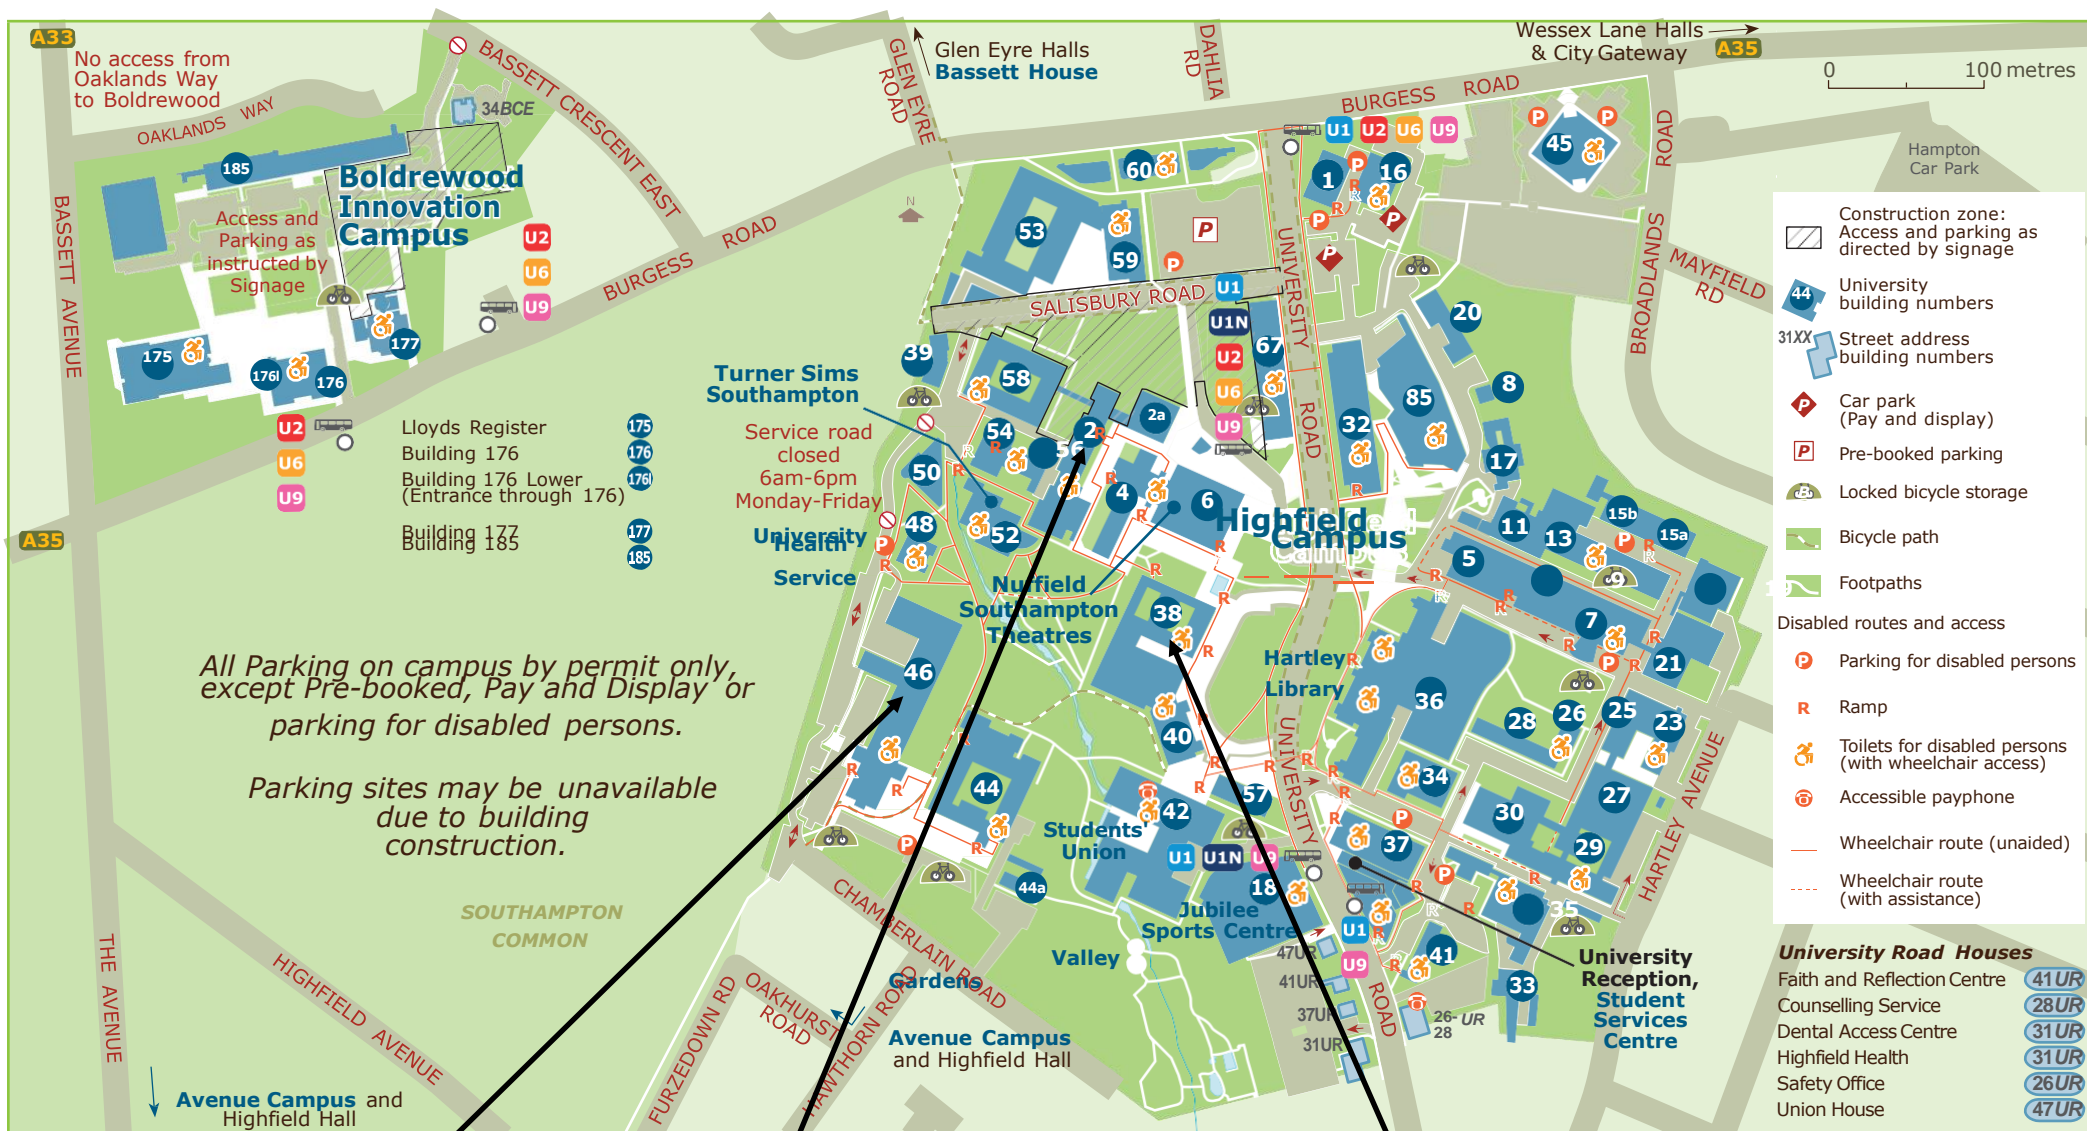 A33
No access from
Oaklands Way
to Boldrewood
OAKLANDS WAY
34BCE
BASSETT CRESCENT EAST
GLEN EYRE
ROAD
Glen Eyre Halls
Bassett House
DAHLIA
RD
Wessex Lane Halls
& City Gateway
A35
0 100 metres
BURGESS ROAD
U1 U2 U6 U9
Hampton
Car Park
BROADLANDS ROAD
MAYFIELD
RD
BASSETT AVENUE
185
Boldrewood
Innovation
Campus
Access and
Parking as
instructed by
Signage
U2
U6
U9
BURGESS ROAD
175
176l
176
177
U2
U6
U9
Lloyds Register 175
Building 176 176
Building 176 Lower 176l
(Entrance through 176)
Building 177 177
Building 185 185
A35
N
53
60
59
P
P
1
16
P
P
P
P
45
P
P
SALISBURY ROAD
UNIVERSITY ROAD
U1
U1N
U2
U6
U9
67
20
8
85
32
17
39
58
2
2a
54
56
50
4
6
48
52
Turner Sims
Southampton
Service road
closed
6am-6pm
Monday-Friday
University
Health
Service
Nuffield
Southampton
Theatres
Highfield
Campus
11
13
15b
15a
5
9
7
19
21
38
46
40
44
44a
42
57
18
36
28
26
25
23
34
27
30
29
37
35
41
33
Hartley
Library
UNIVERSITY
ROAD
All Parking on campus by permit only,
except Pre-booked, Pay and Display or
parking for disabled persons.
Parking sites may be unavailable
due to building
construction.
SOUTHAMPTON
COMMON
Students'
Union
U1 U1N U9
Jubilee
Sports Centre
Valley
Gardens
U1
U9
47UR
41UR
37UR
31UR
26-UR
28
University
Reception,
Student
Services
Centre
HARTLEY AVENUE
CHAMBERLAIN ROAD
OAKHURST
ROAD
HAWTHORN ROAD
FURZEDOWN RD
HIGHFIELD AVENUE
THE AVENUE
Avenue Campus
and Highfield Hall
Avenue Campus and
Highfield Hall
Construction zone:
Access and parking as
directed by signage
44 University
building numbers
31XX Street address
building numbers
P Car park
(Pay and display)
P Pre-booked parking
B Locked bicycle storage
Bicycle path
Footpaths
Disabled routes and access
P Parking for disabled persons
R Ramp
Toilets for disabled persons
(with wheelchair access)
Accessible payphone
Wheelchair route (unaided)
Wheelchair route
(with assistance)
University Road Houses
Faith and Reflection Centre 41UR
Counselling Service 28UR
Dental Access Centre 31UR
Highfield Health 31UR
Safety Office 26UR
Union House 47UR